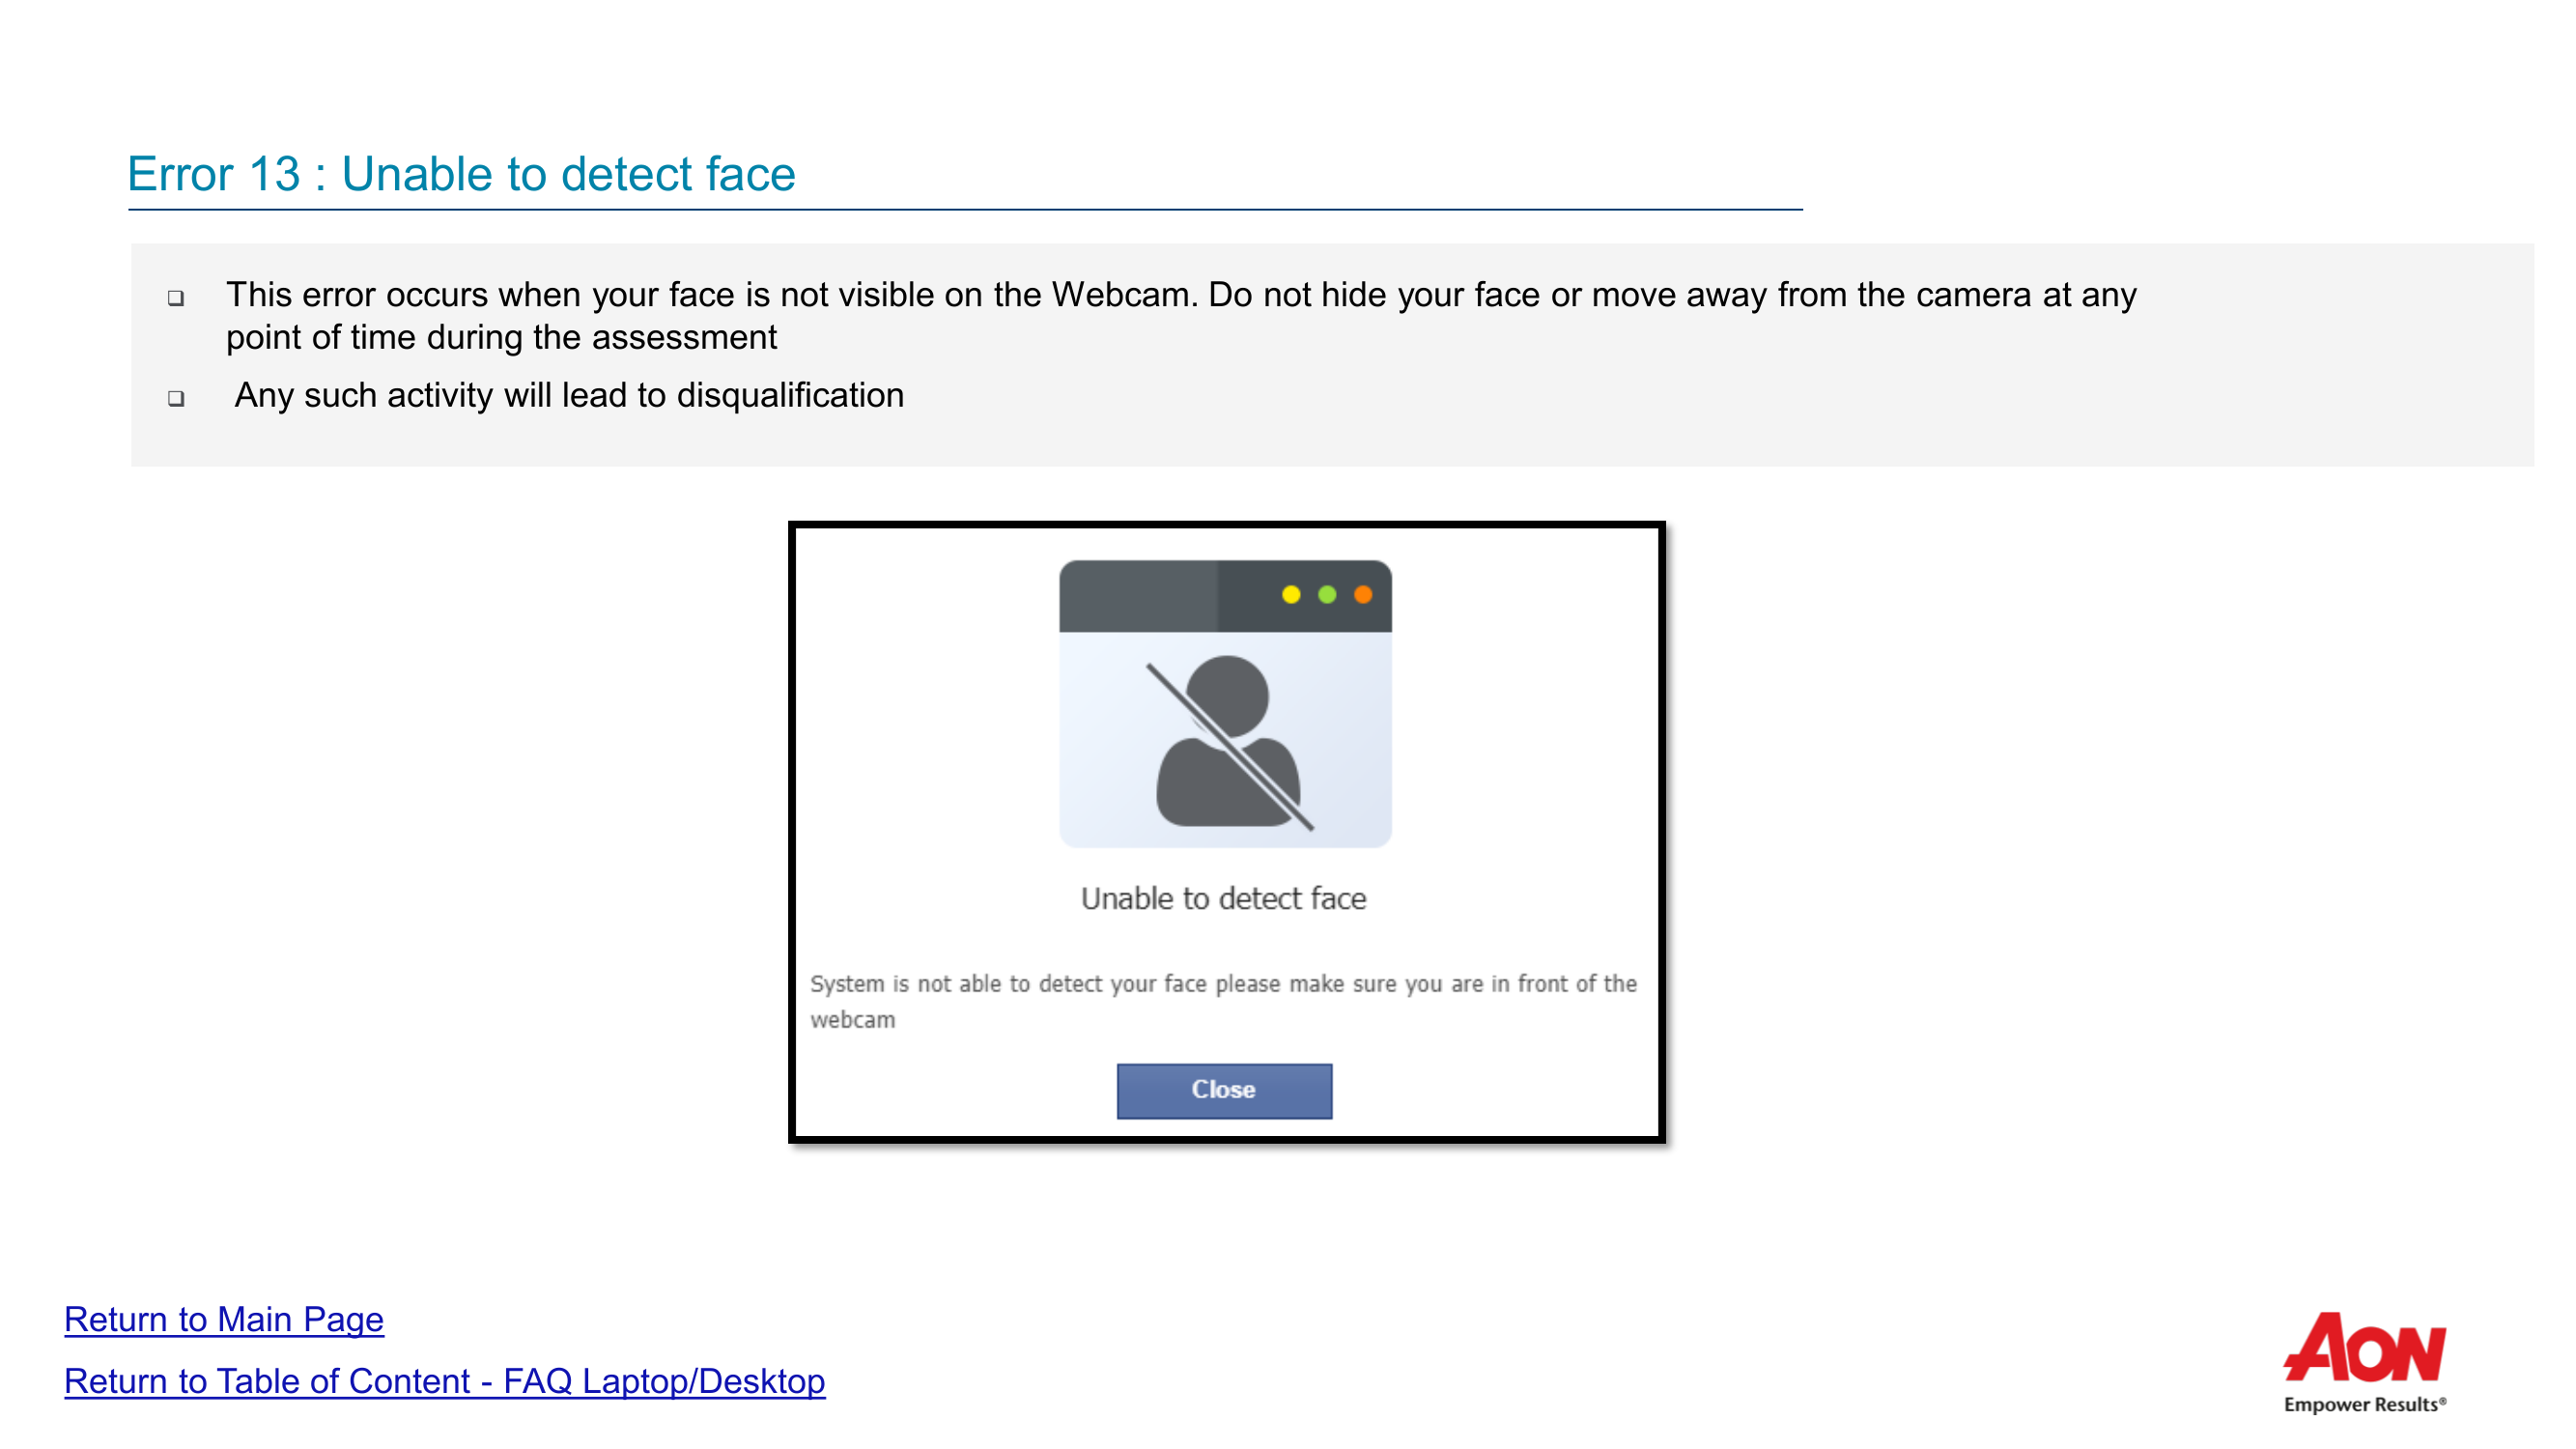 Error 13 : Unable to detect face
❑ This error occurs when your face is not visible on the Webcam. Do not hide your face or move away from the camera at any
point of time during the assessment
❑ Any such activity will lead to disqualification
Unable to detect face
System is not able to detect your face please make sure you are in front of the
webcam
Close
Return to Main Page
Return to Table of Content - FAQ Laptop/Desktop
AON
Empower Results®